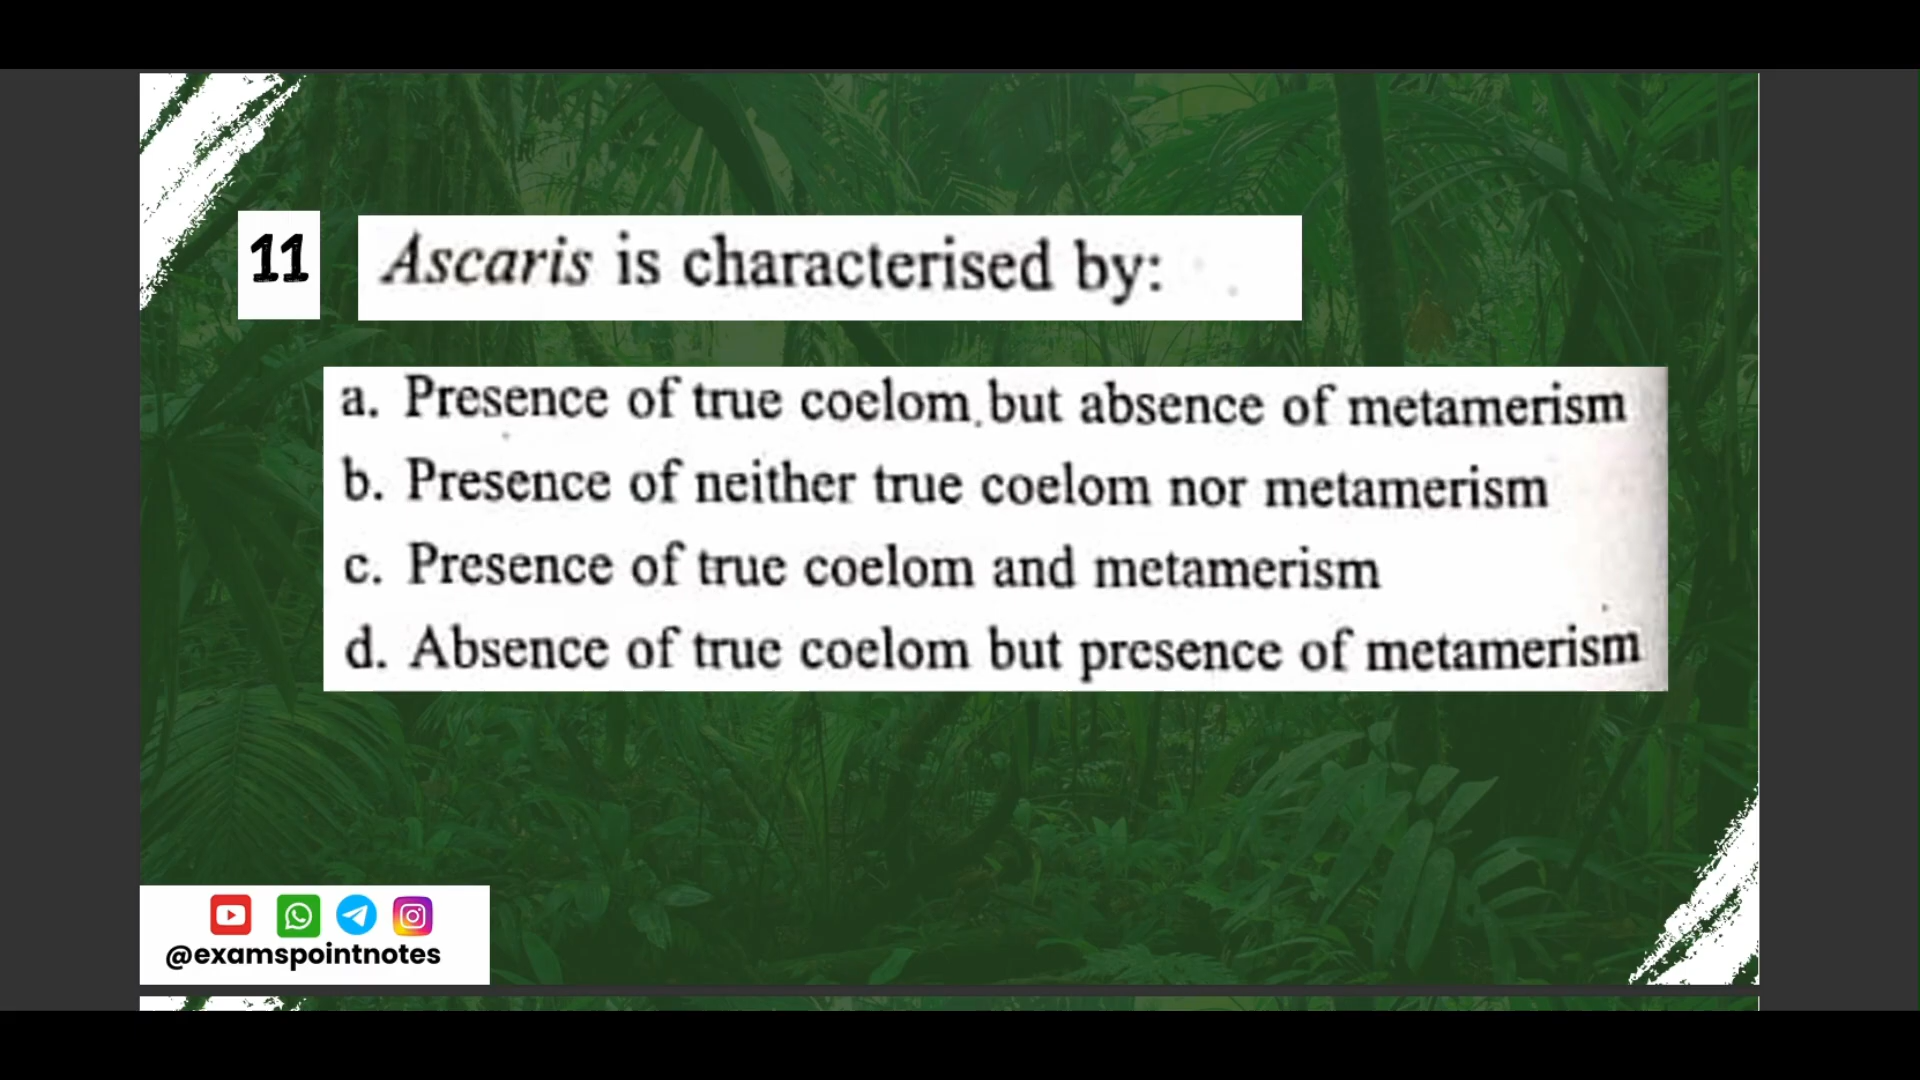 11
Ascaris is characterised by:
a. Presence of true coelom but absence of metamerism
b. Presence of neither true coelom nor metamerism
c. Presence of true coelom and metamerism
d. Absence of true coelom but presence of metamerism
@examspointnotes